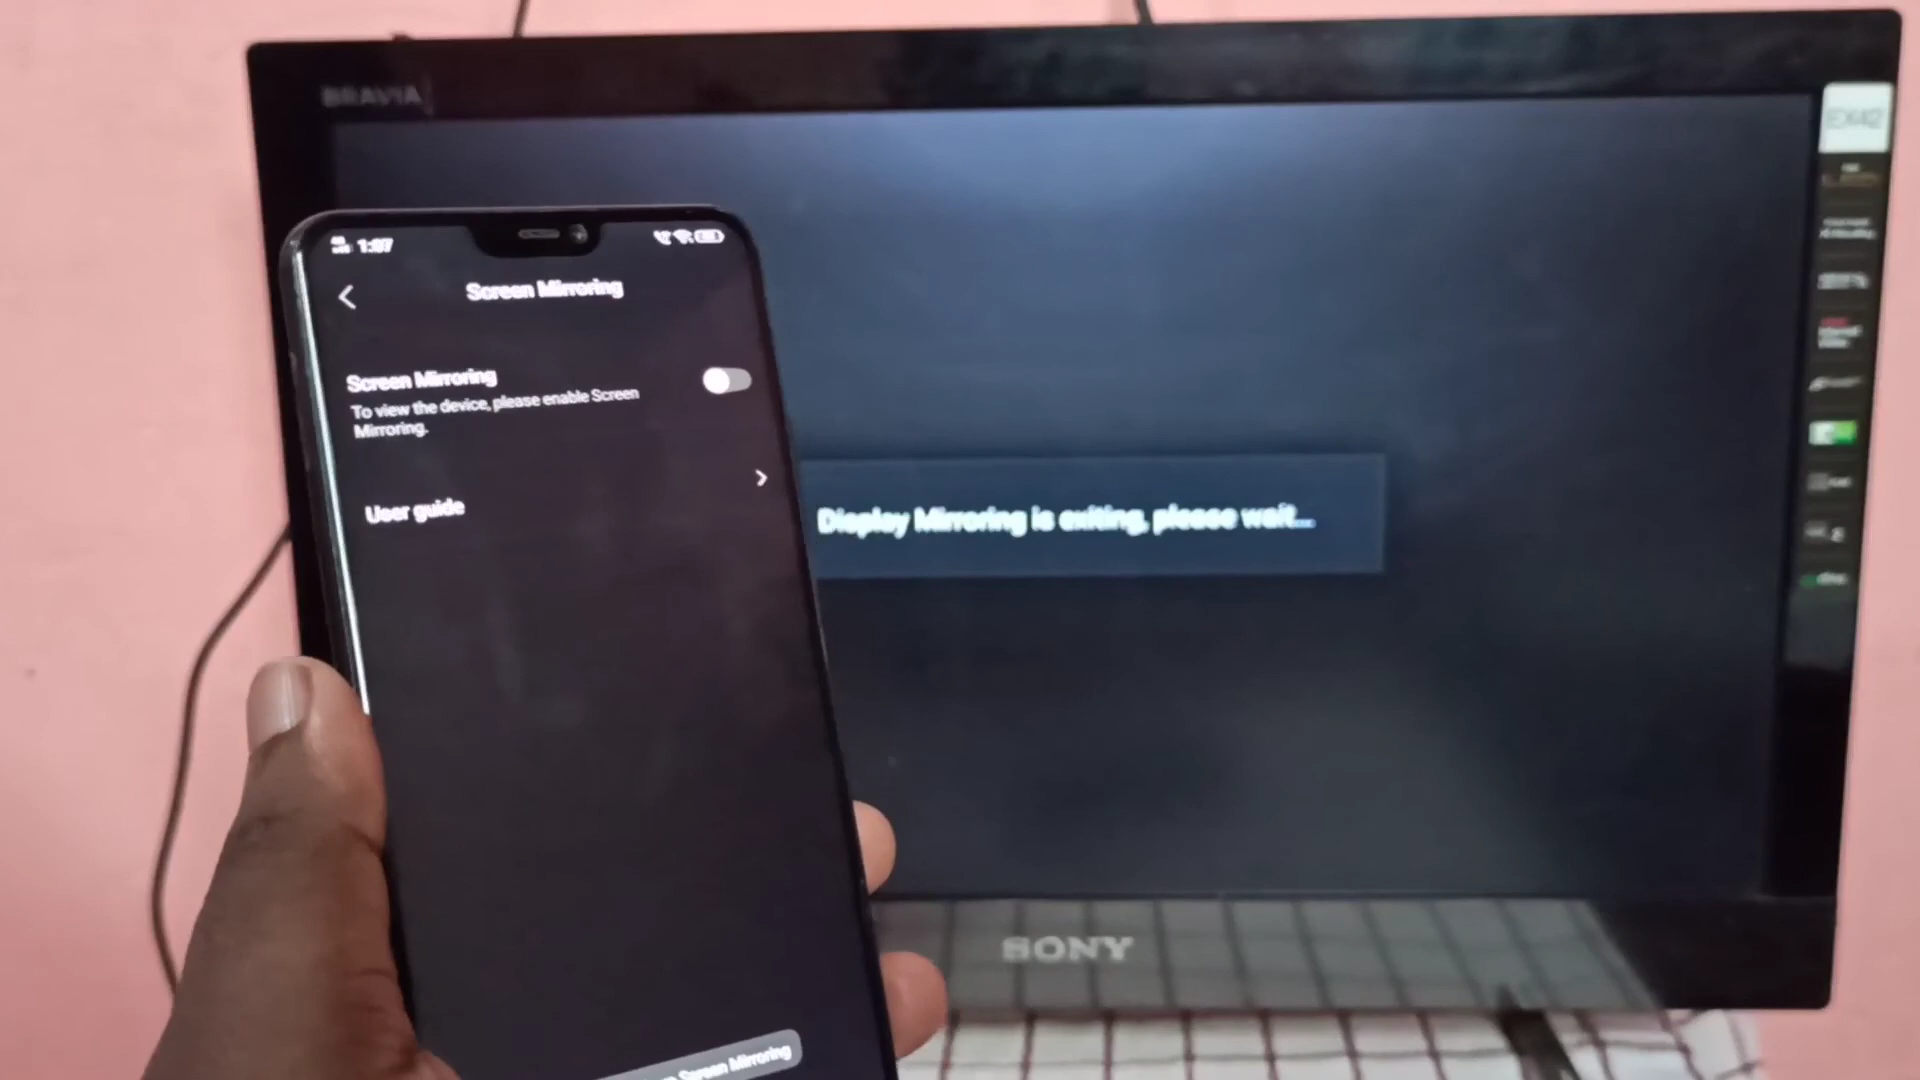 BRAVIA
1:07
Screen Mirroring
Screen Mirroring
To view the device, please enable Screen
Mirroring.
User guide
Display Mirroring is exiting, please wait...
SONY
Screen Mirroring